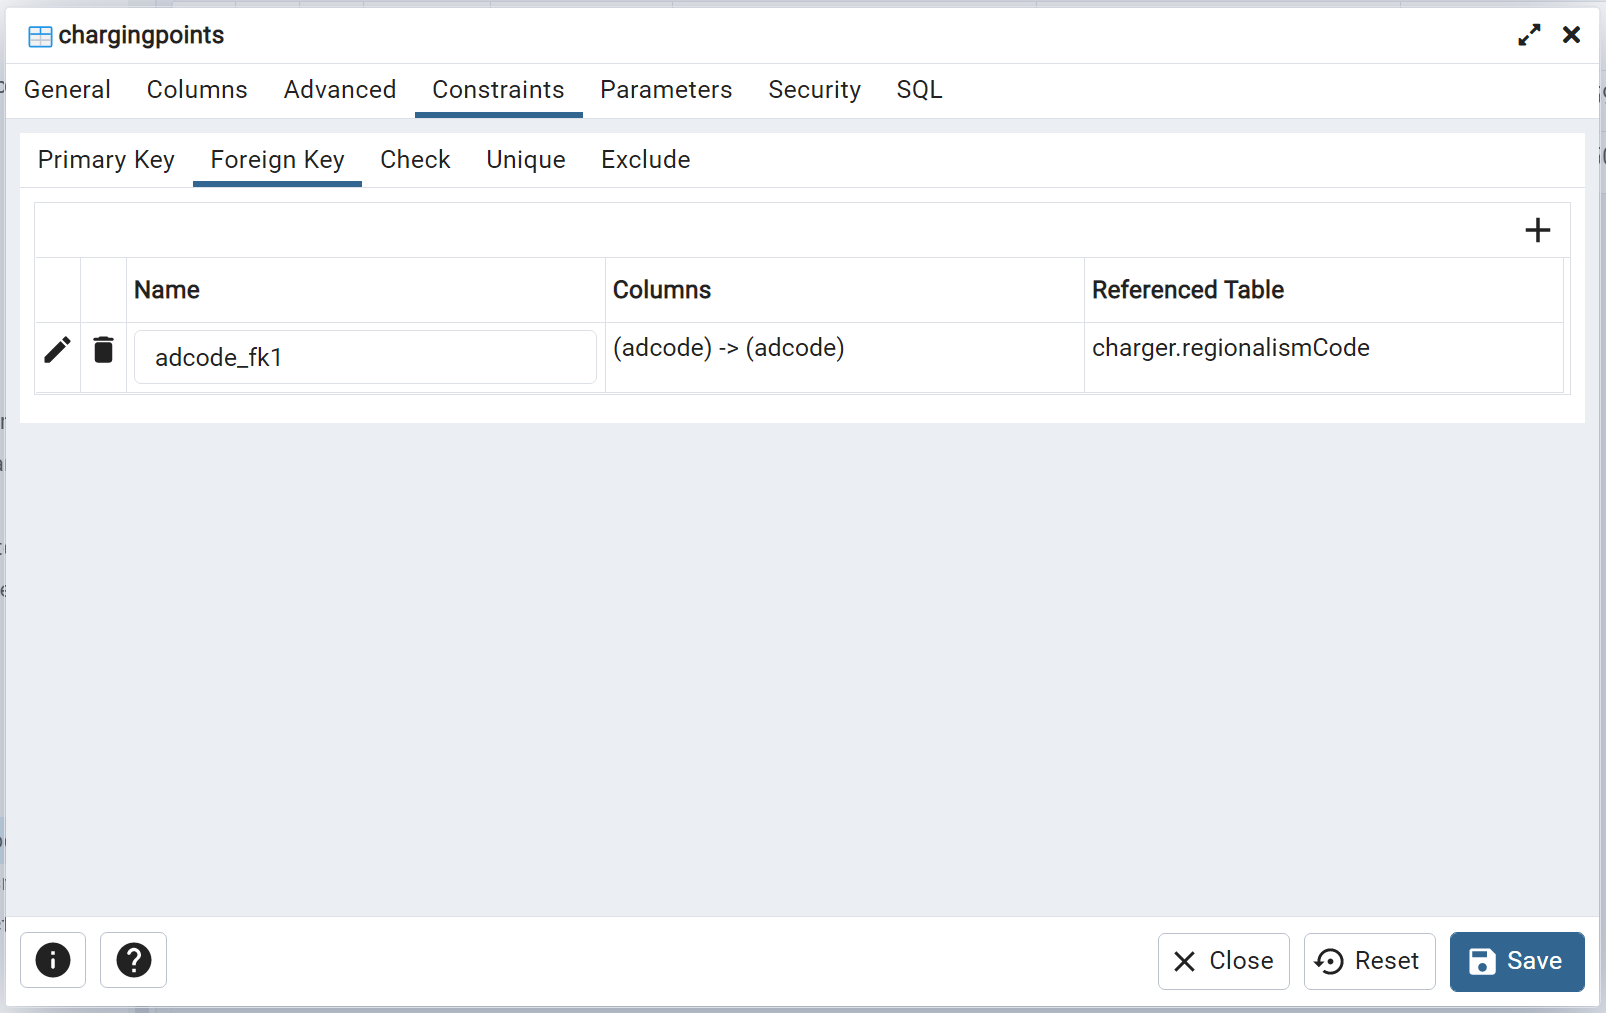 chargingpoints
General Columns Advanced Constraints Parameters Security SQL
Primary Key Foreign Key Check Unique Exclude
Name Columns Referenced Table
adcode_fk1 (adcode) -> (adcode) charger.regionalismCode
Close Reset Save